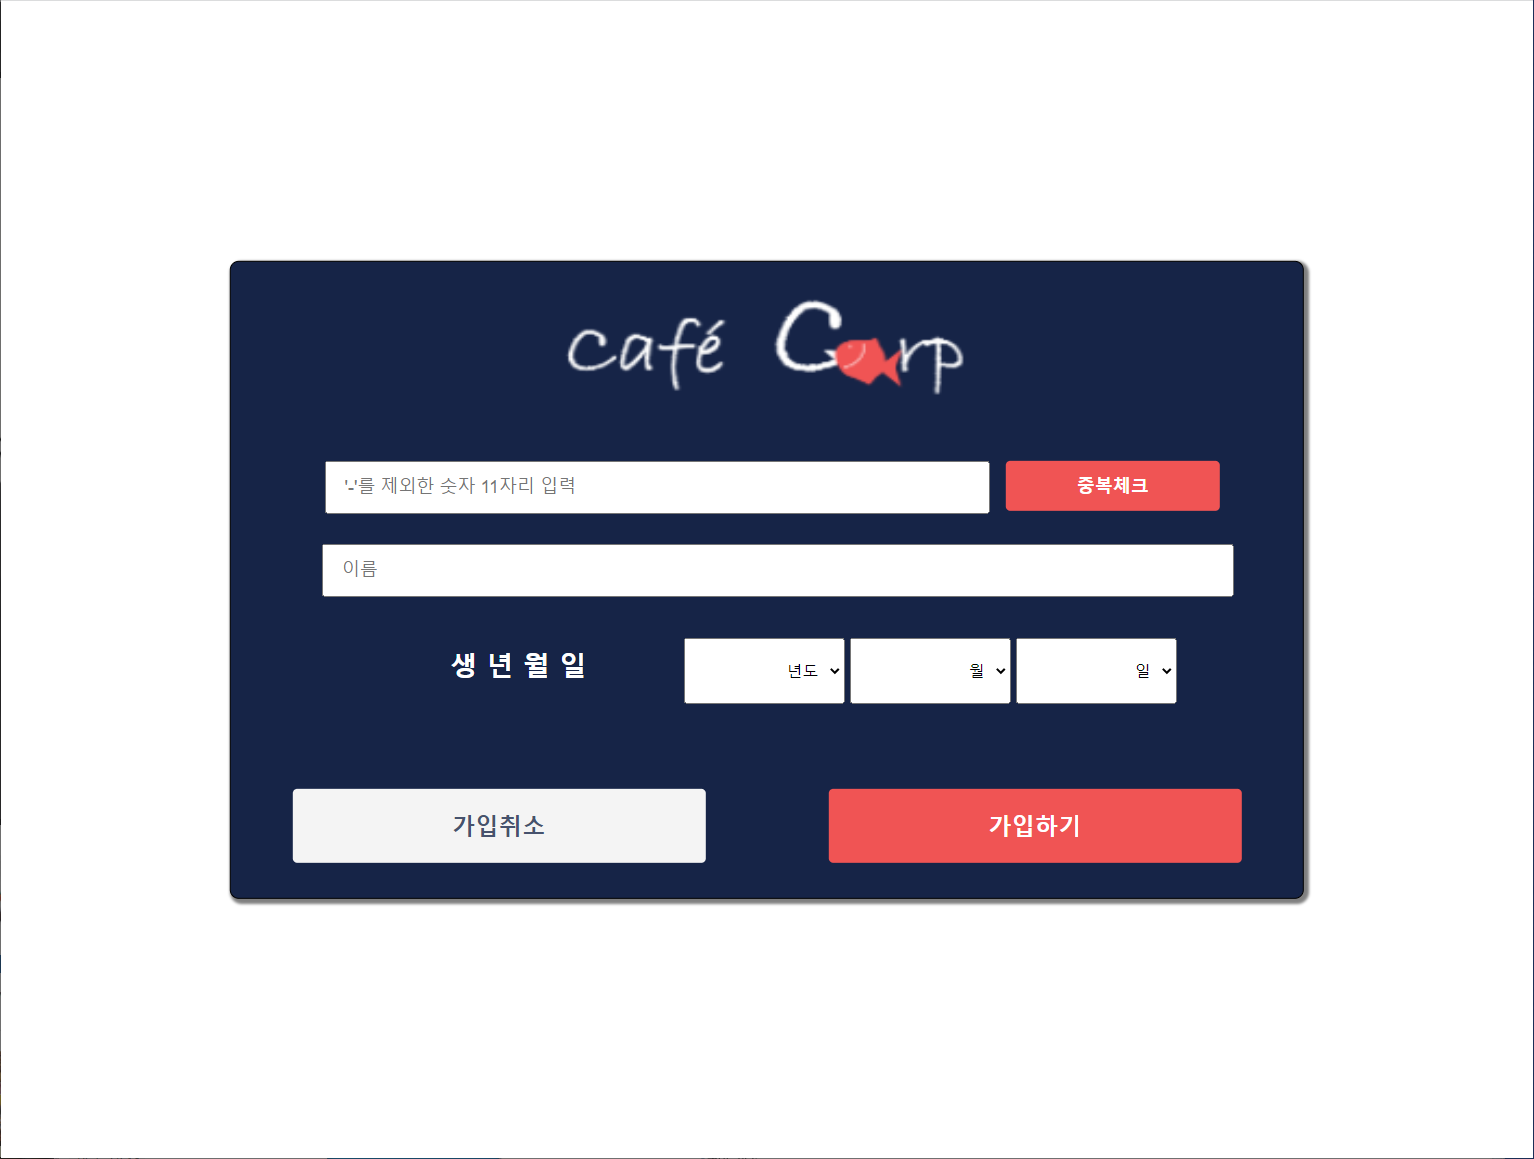 café Carp
'-'를 제외한 숫자 11자리 입력 중복체크
이름
생년월일 년도 월 일
가입취소 가입하기